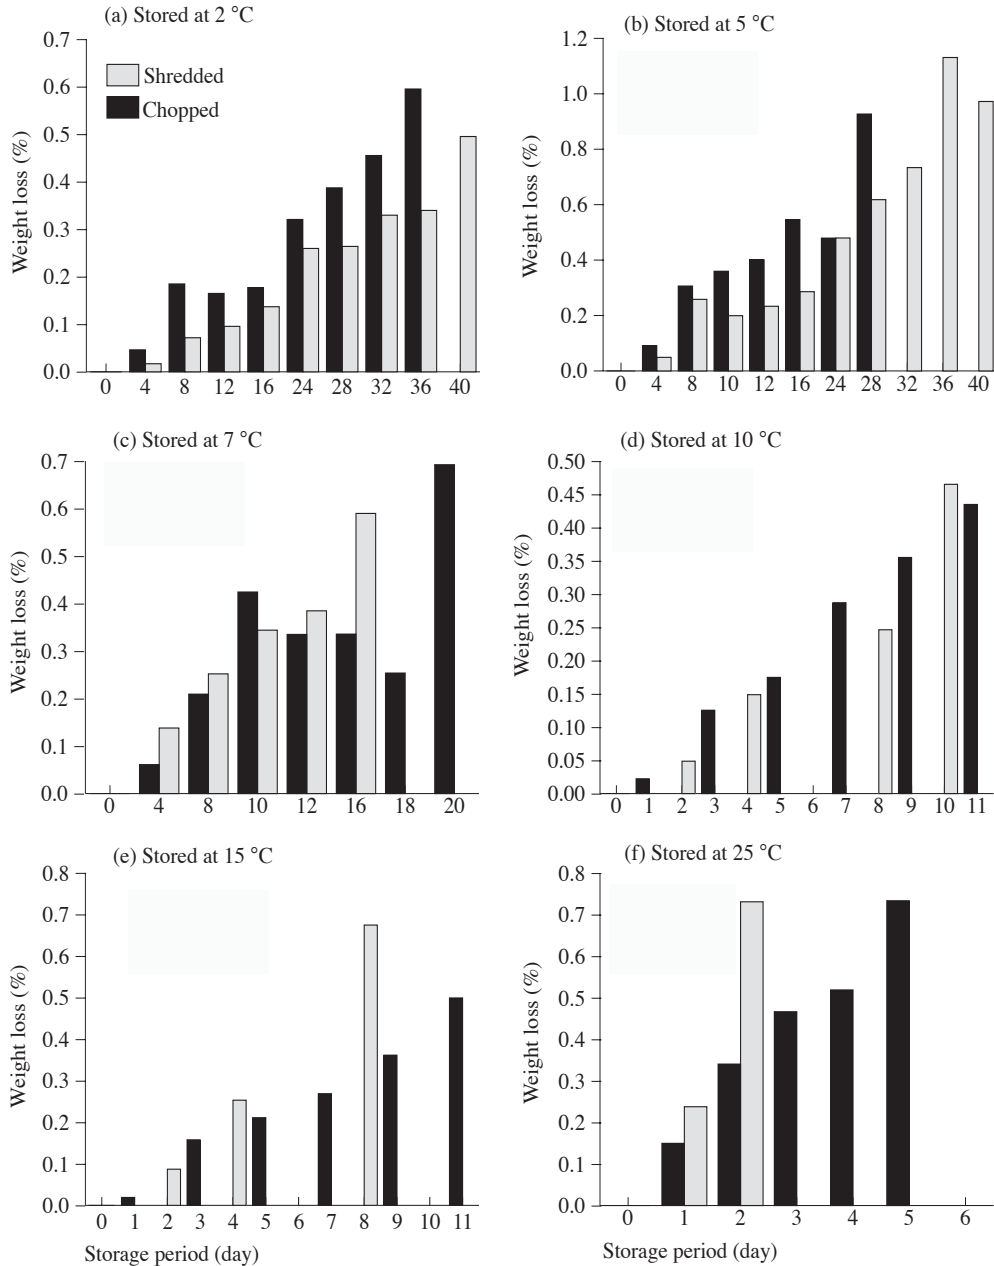 (a) Stored at 2 °C
Weight loss (%)
0.7
0.6
0.5
0.4
0.3
0.2
0.1
0.0
Shredded
Chopped
0 4 8 12 16 24 28 32 36 40
(b) Stored at 5 °C
Weight loss (%)
1.2
1.0
0.8
0.6
0.4
0.2
0.0
0 4 8 10 12 16 24 28 32 36 40
(c) Stored at 7 °C
Weight loss (%)
0.7
0.6
0.5
0.4
0.3
0.2
0.1
0.0
0 4 8 10 12 16 18 20
(d) Stored at 10 °C
Weight loss (%)
0.50
0.45
0.40
0.35
0.30
0.25
0.20
0.15
0.10
0.05
0.00
0 1 2 3 4 5 6 7 8 9 10 11
(e) Stored at 15 °C
Weight loss (%)
0.8
0.7
0.6
0.5
0.4
0.3
0.2
0.1
0.0
0 1 2 3 4 5 6 7 8 9 10 11
Storage period (day)
(f) Stored at 25 °C
Weight loss (%)
0.8
0.7
0.6
0.5
0.4
0.3
0.2
0.1
0.0
0 1 2 3 4 5 6
Storage period (day)